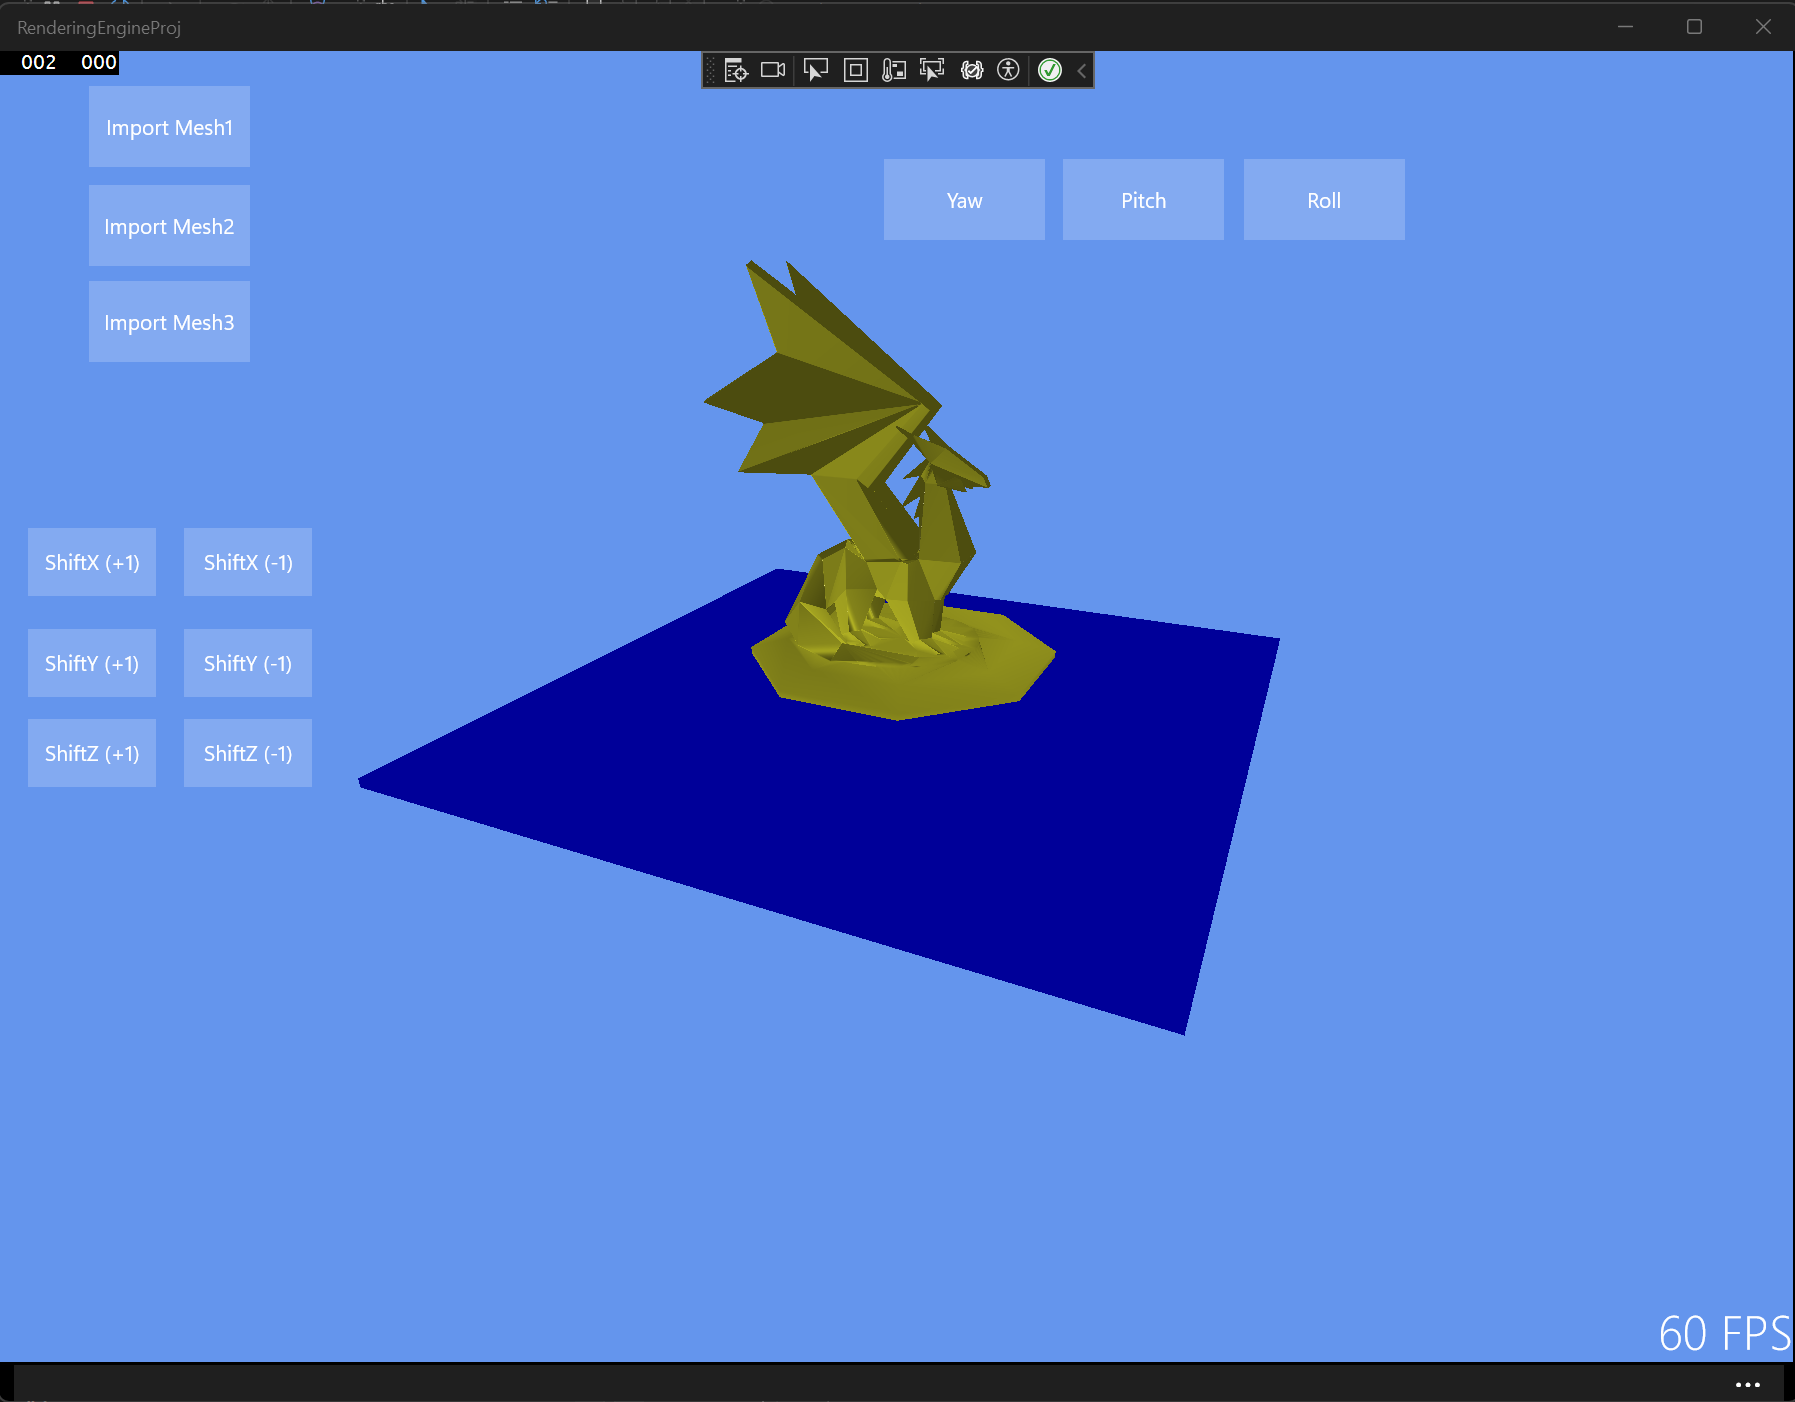 RenderingEngineProj
002 000
Import Mesh1
Import Mesh2
Import Mesh3
Yaw
Pitch
Roll
ShiftX (+1)
ShiftX (-1)
ShiftY (+1)
ShiftY (-1)
ShiftZ (+1)
ShiftZ (-1)
60 FPS